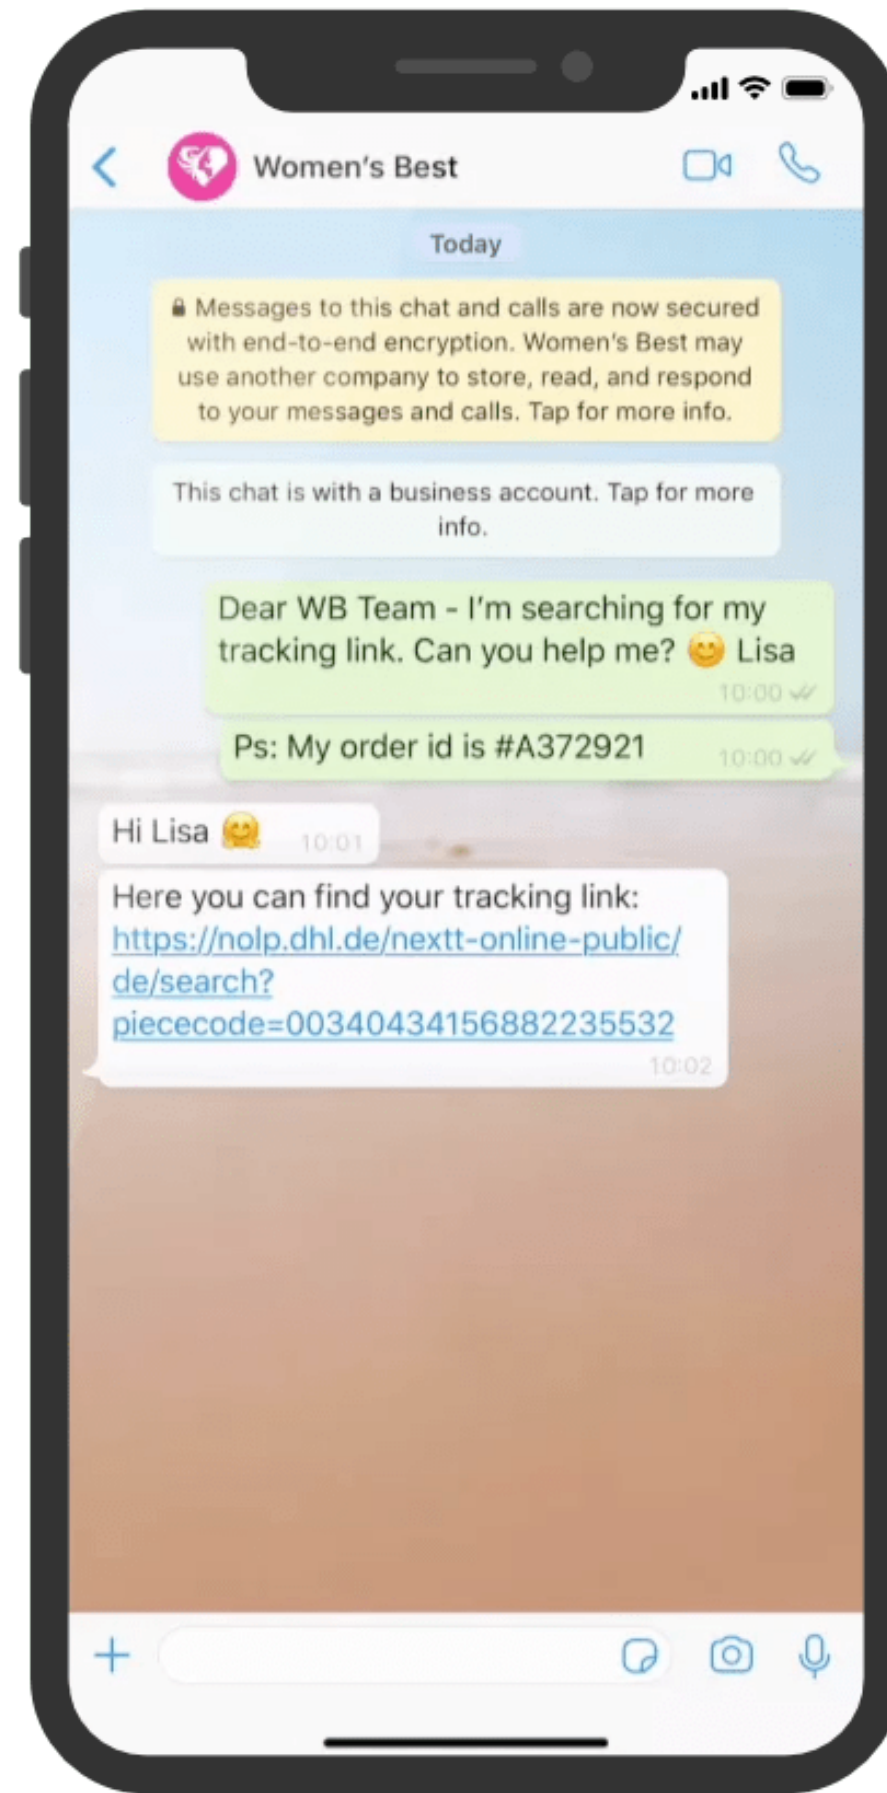 Women's Best
Today
🔒 Messages to this chat and calls are now secured
with end-to-end encryption. Women's Best may
use another company to store, read, and respond
to your messages and calls. Tap for more info.
This chat is with a business account. Tap for more
info.
Dear WB Team - I'm searching for my
tracking link. Can you help me? 😊 Lisa
10:00
Ps: My order id is #A372921 10:00
Hi Lisa 🤗 10:01
Here you can find your tracking link:
https://nolp.dhl.de/nextt-online-public/
de/search?
piececode=00340434156882235532
10:02